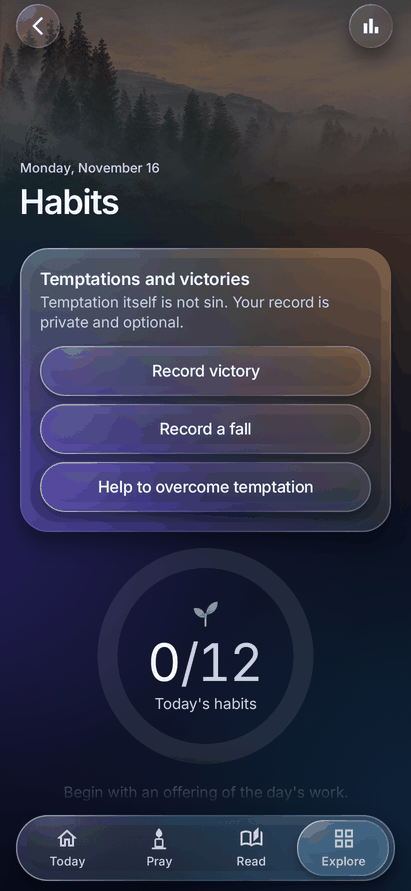 Monday, November 16
Habits
Temptations and victories
Temptation itself is not sin. Your record is
private and optional.
Record victory
Record a fall
Help to overcome temptation
0/12
Today's habits
Begin with an offering of the day's work.
Today
Pray
Read
Explore